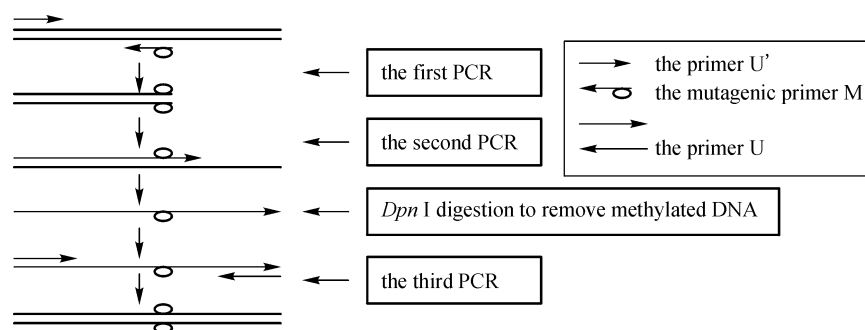 the first PCR
the second PCR
Dpn I digestion to remove methylated DNA
the third PCR
the primer U’
the mutagenic primer M
the primer U